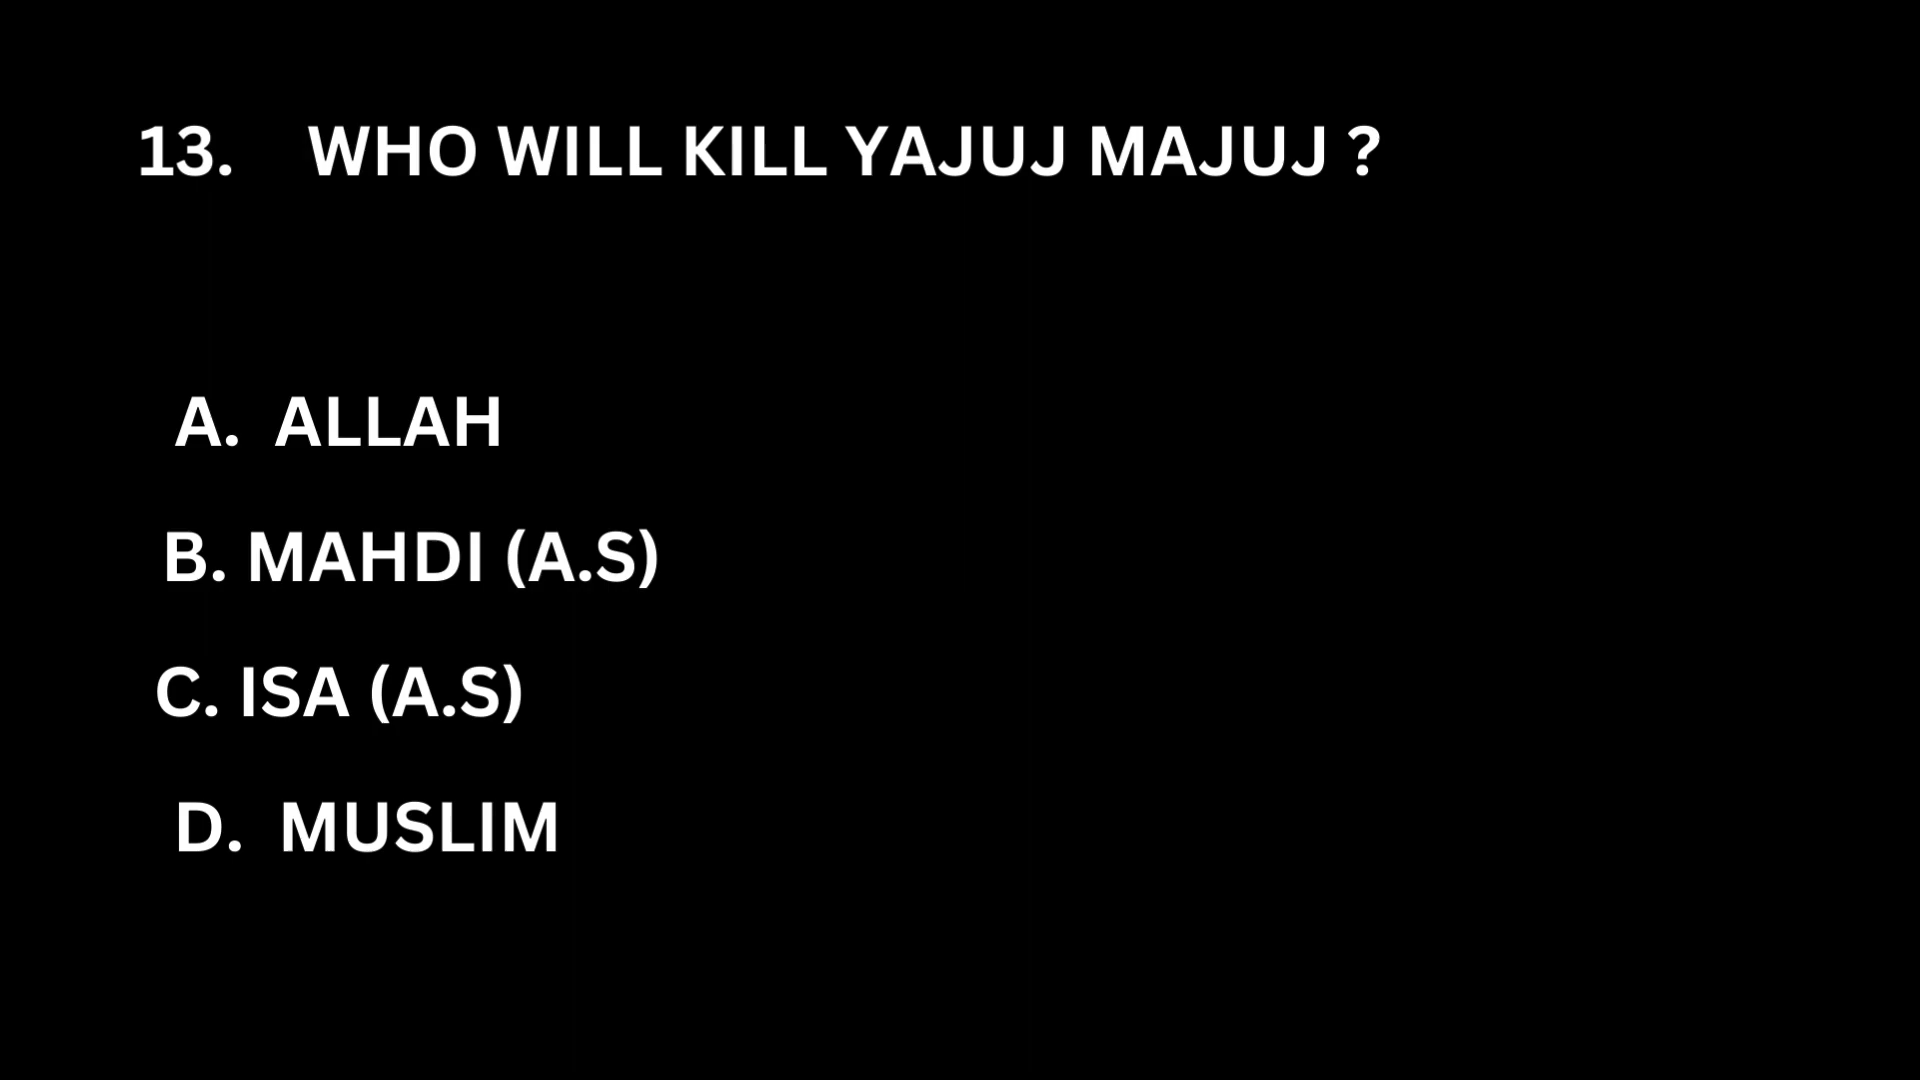 13. WHO WILL KILL YAJUJ MAJUJ ?
A. ALLAH
B. MAHDI (A.S)
C. ISA (A.S)
D. MUSLIM